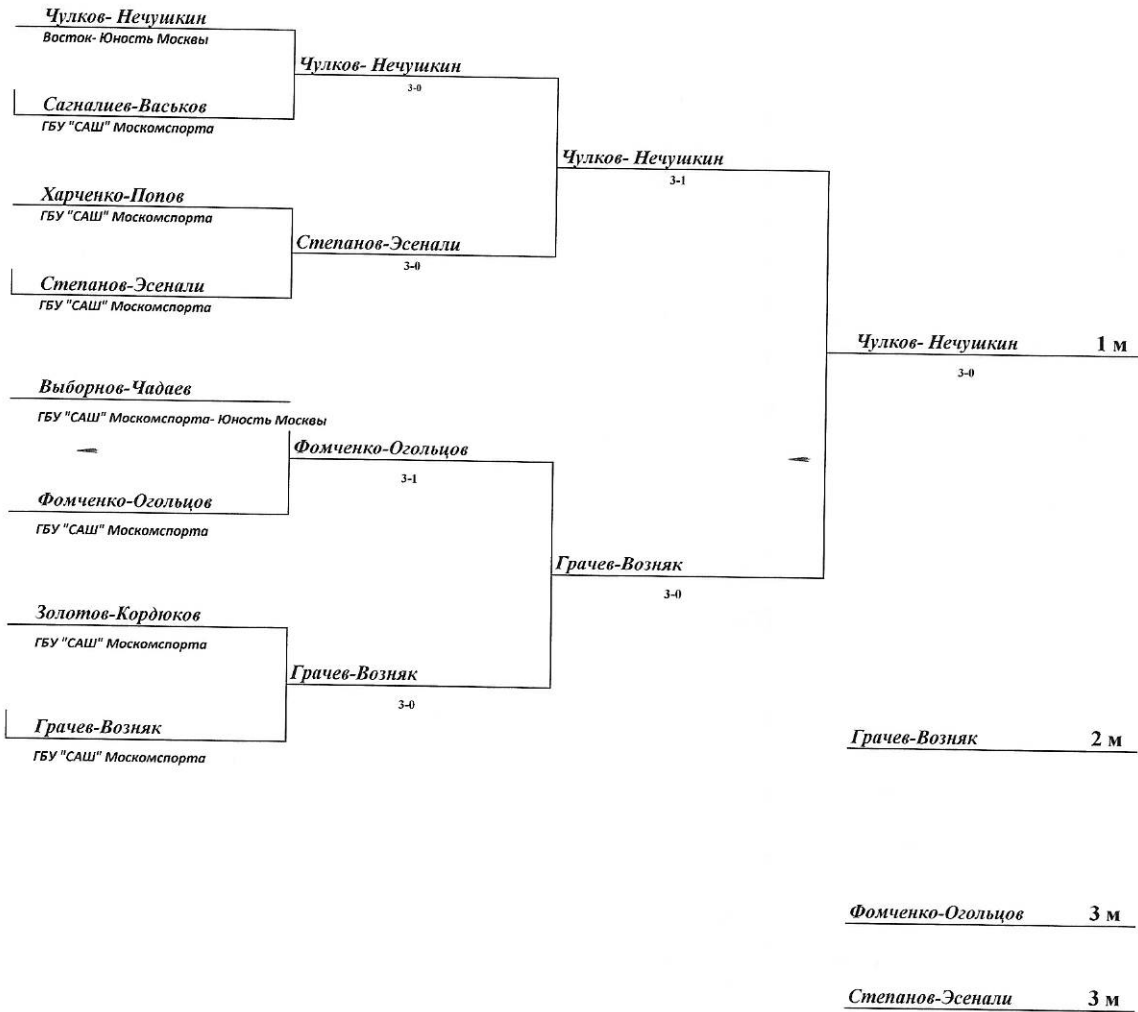 Чулков- Нечушкин
Восток- Юность Москвы
Чулков- Нечушкин
3-0
Сагналиев-Васьков
ГБУ "САШ" Москомспорта
Чулков- Нечушкин
3-1
Харченко-Попов
ГБУ "САШ" Москомспорта
Степанов-Эсенали
3-0
Степанов-Эсенали
ГБУ "САШ" Москомспорта
Чулков- Нечушкин 1 м
3-0
Выборнов-Чадаев
ГБУ "САШ" Москомспорта- Юность Москвы
Фомченко-Огольцов
3-1
Фомченко-Огольцов
ГБУ "САШ" Москомспорта
Грачев-Возняк
3-0
Золотов-Кордюков
ГБУ "САШ" Москомспорта
Грачев-Возняк
3-0
Грачев-Возняк
ГБУ "САШ" Москомспорта
Грачев-Возняк 2 м
Фомченко-Огольцов 3 м
Степанов-Эсенали 3 м